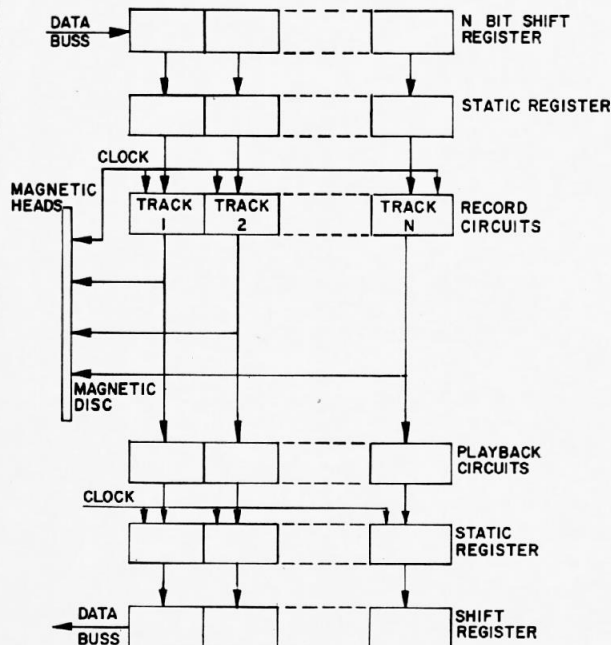 DATA
BUSS
N BIT SHIFT
REGISTER
STATIC REGISTER
CLOCK
MAGNETIC
HEADS
TRACK
1
TRACK
2
TRACK
N
RECORD
CIRCUITS
MAGNETIC
DISC
PLAYBACK
CIRCUITS
CLOCK
STATIC
REGISTER
DATA
BUSS
SHIFT
REGISTER